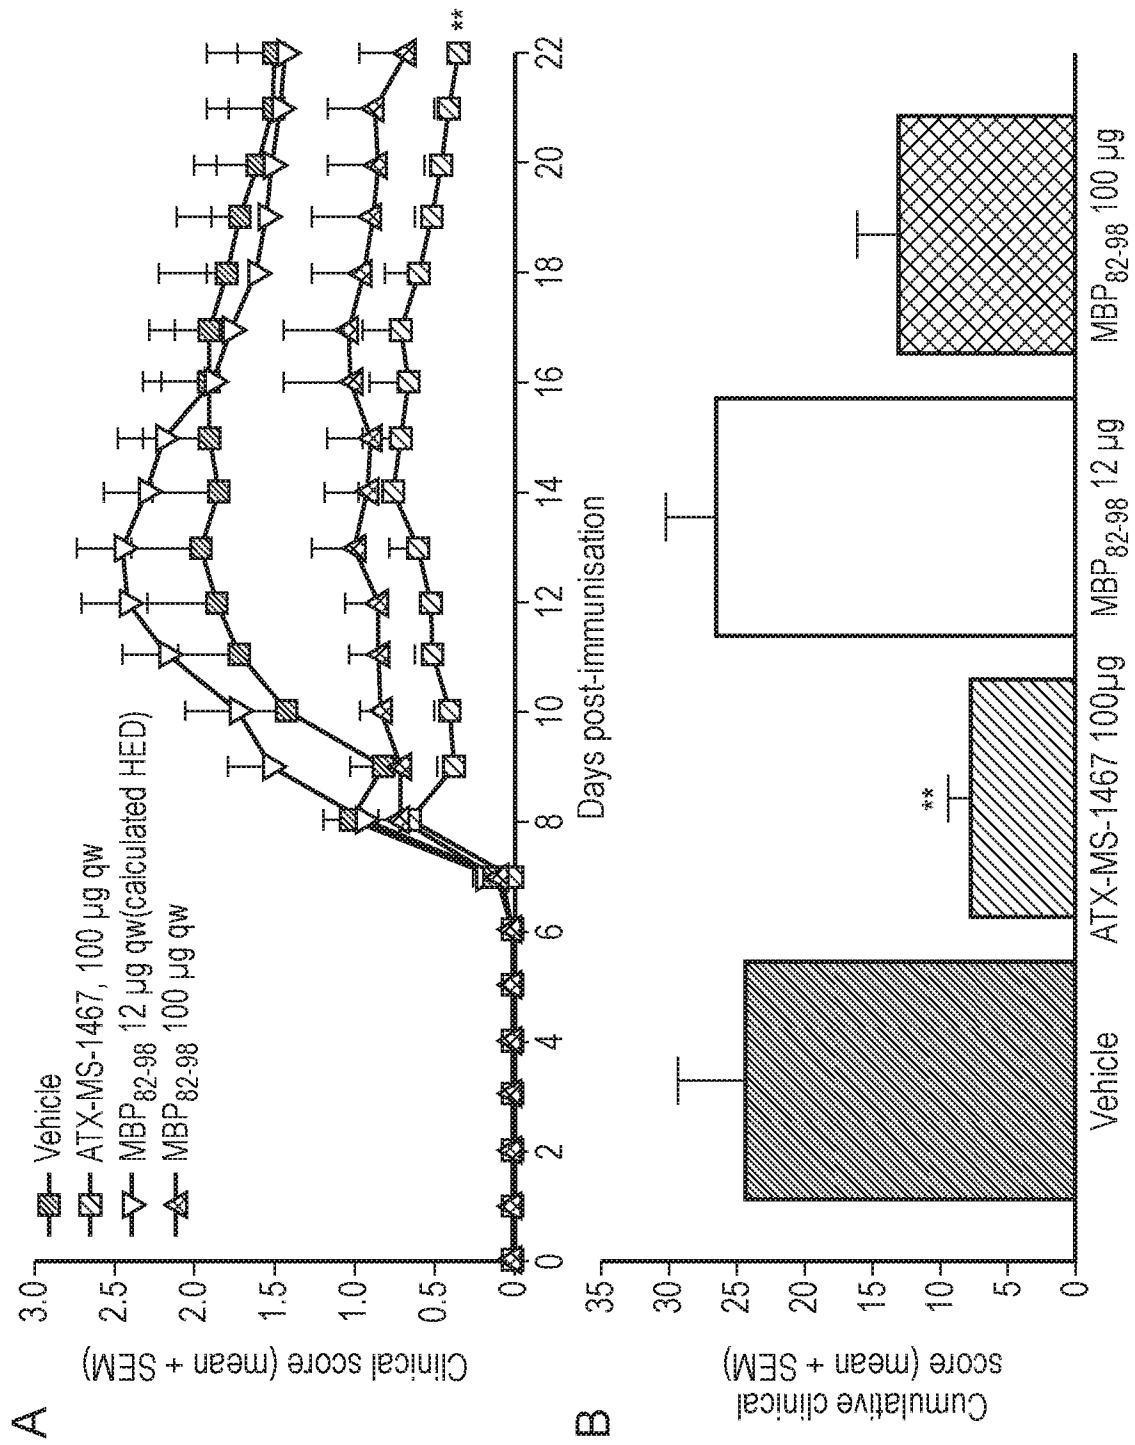 A
Vehicle
ATX-MS-1467, 100 µg qw
MBP82-98 12 µg qw(calculated HED)
MBP82-98 100 µg qw
Clinical score (mean + SEM)
3.0
2.5
2.0
1.5
1.0
0.5
0
0 2 4 6 8 10 12 14 16 18 20 22
**
Days post-immunisation
B
Cumulative clinical
score (mean + SEM)
35
30
25
20
15
10
5
0
**
Vehicle
ATX-MS-1467 100µg
MBP82-98 12 µg
MBP82-98 100 µg